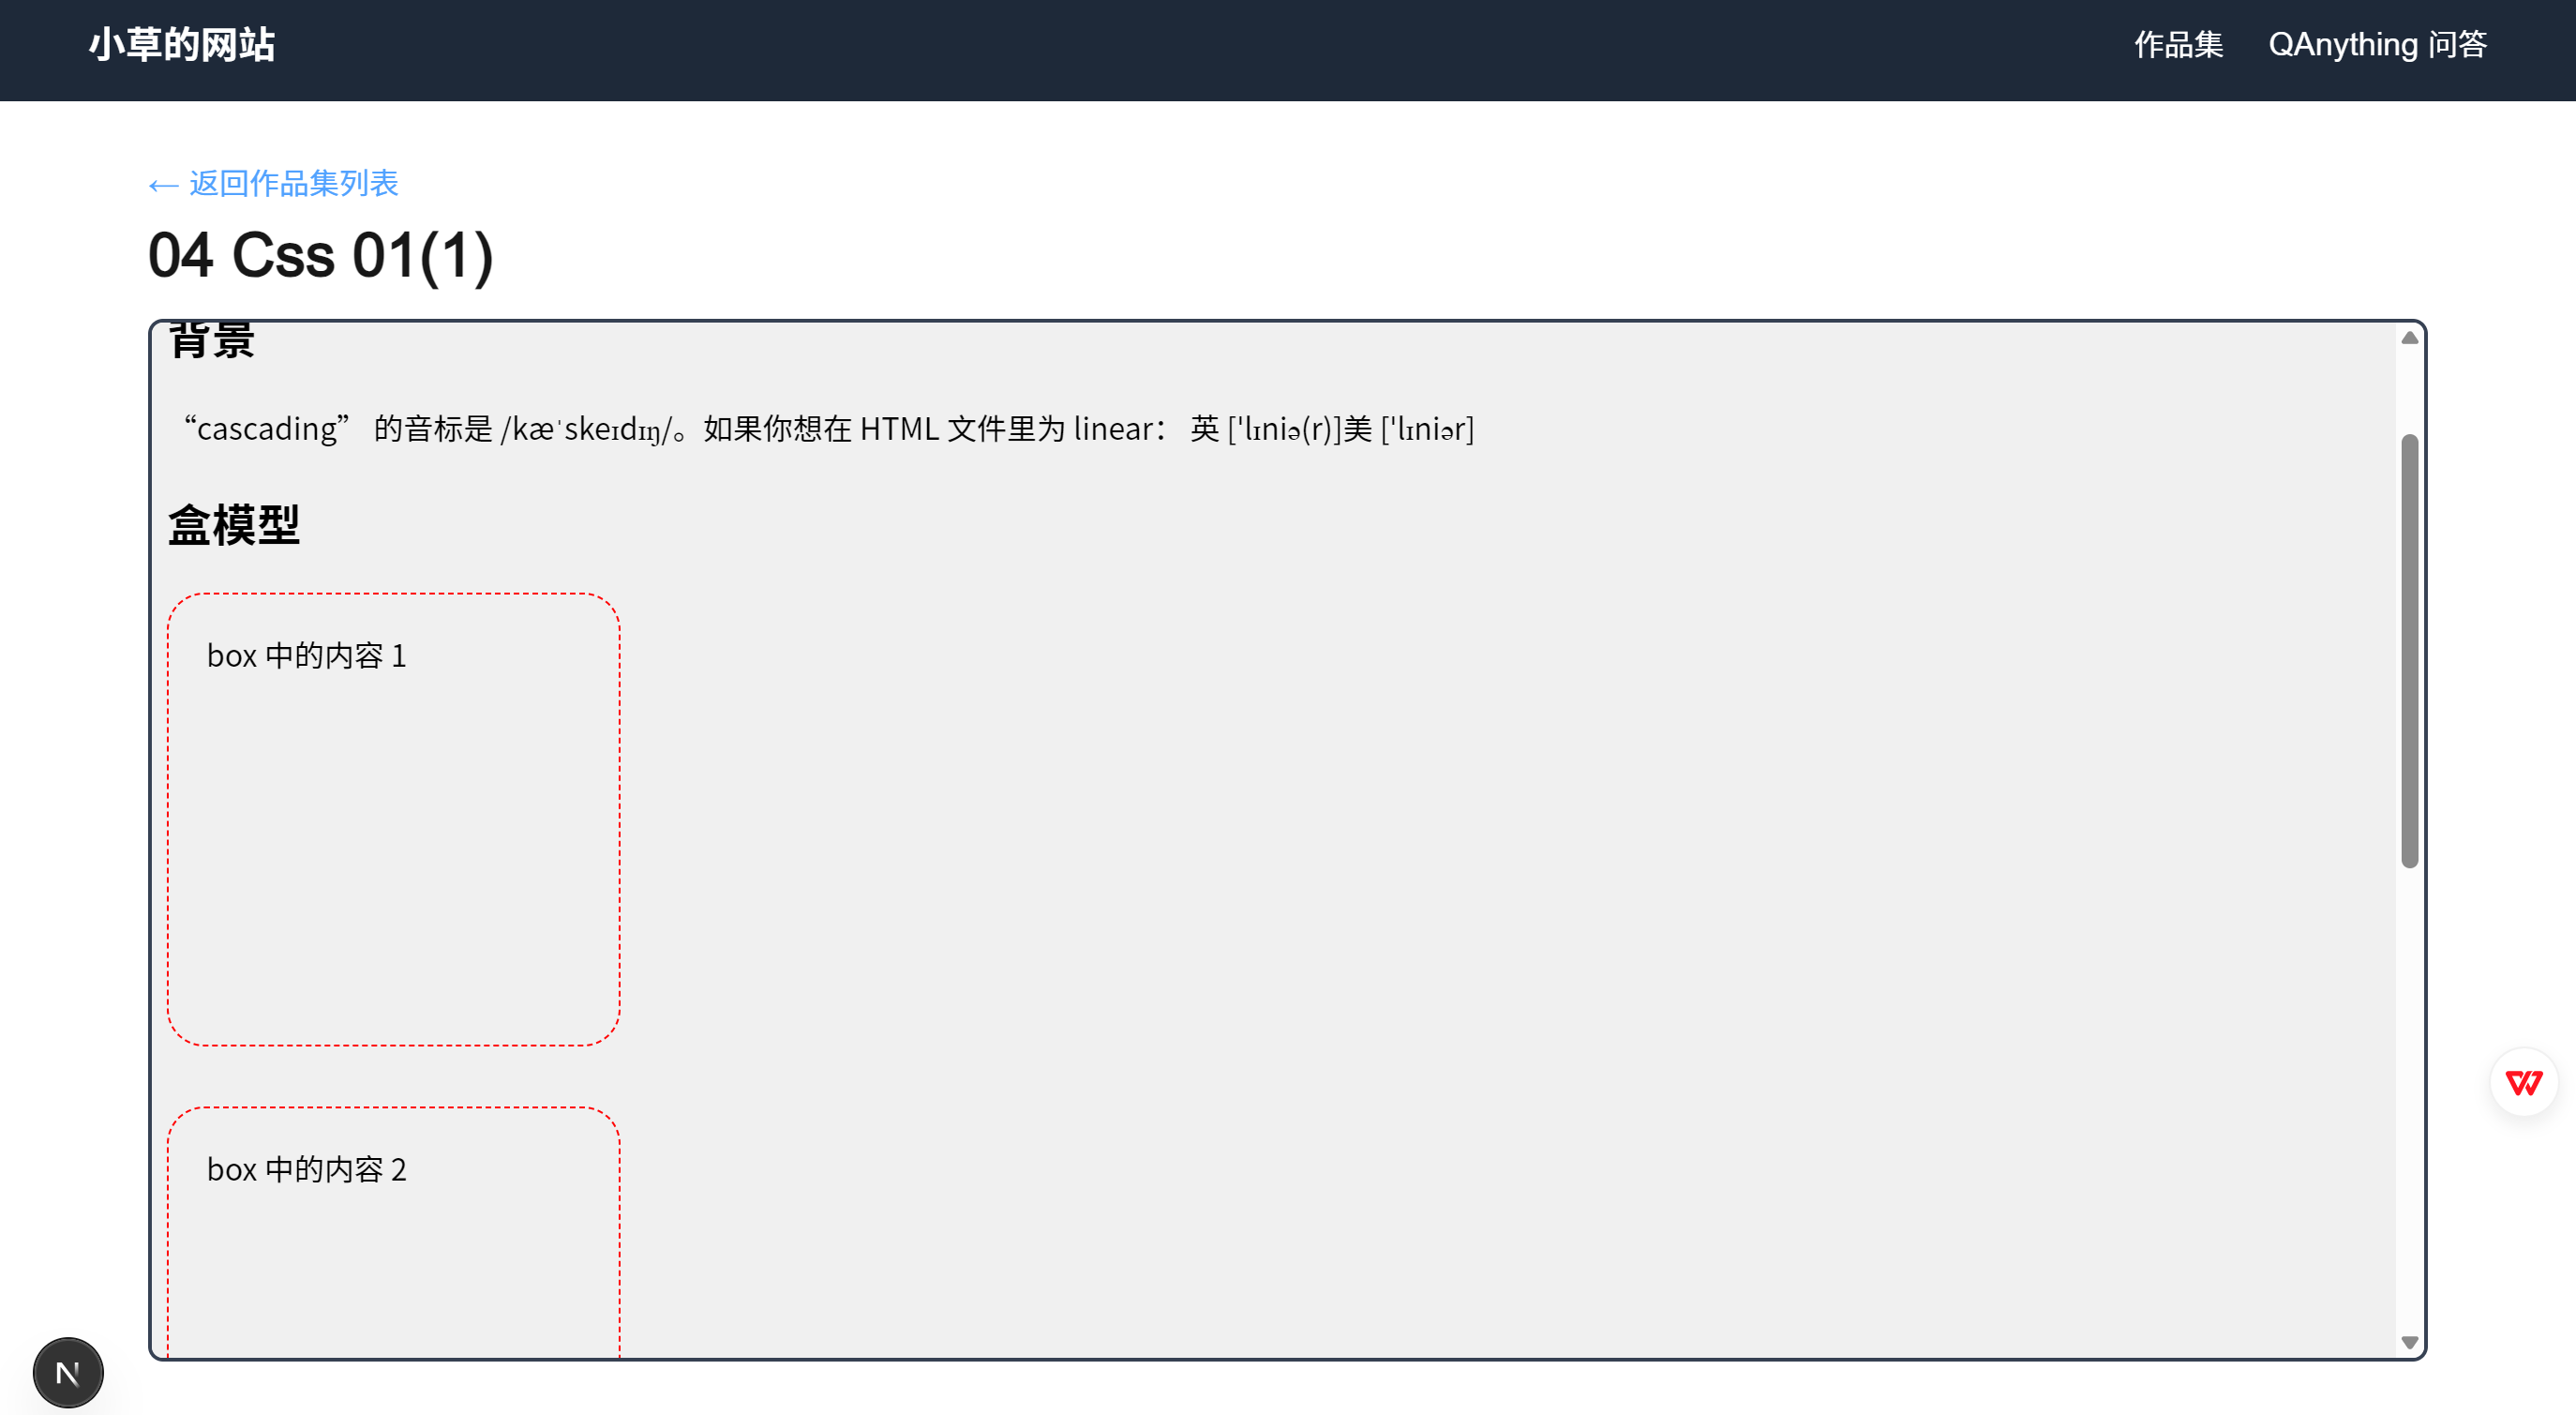 小草的网站
作品集 QAnything 问答
← 返回作品集列表
04 Css 01(1)
背景
“cascading” 的音标是 /kæˈskeɪdɪŋ/。如果你想在 HTML 文件里为 linear： 英 [ˈlɪniə(r)]美 [ˈlɪniər]
盒模型
box 中的内容 1
box 中的内容 2
N
W